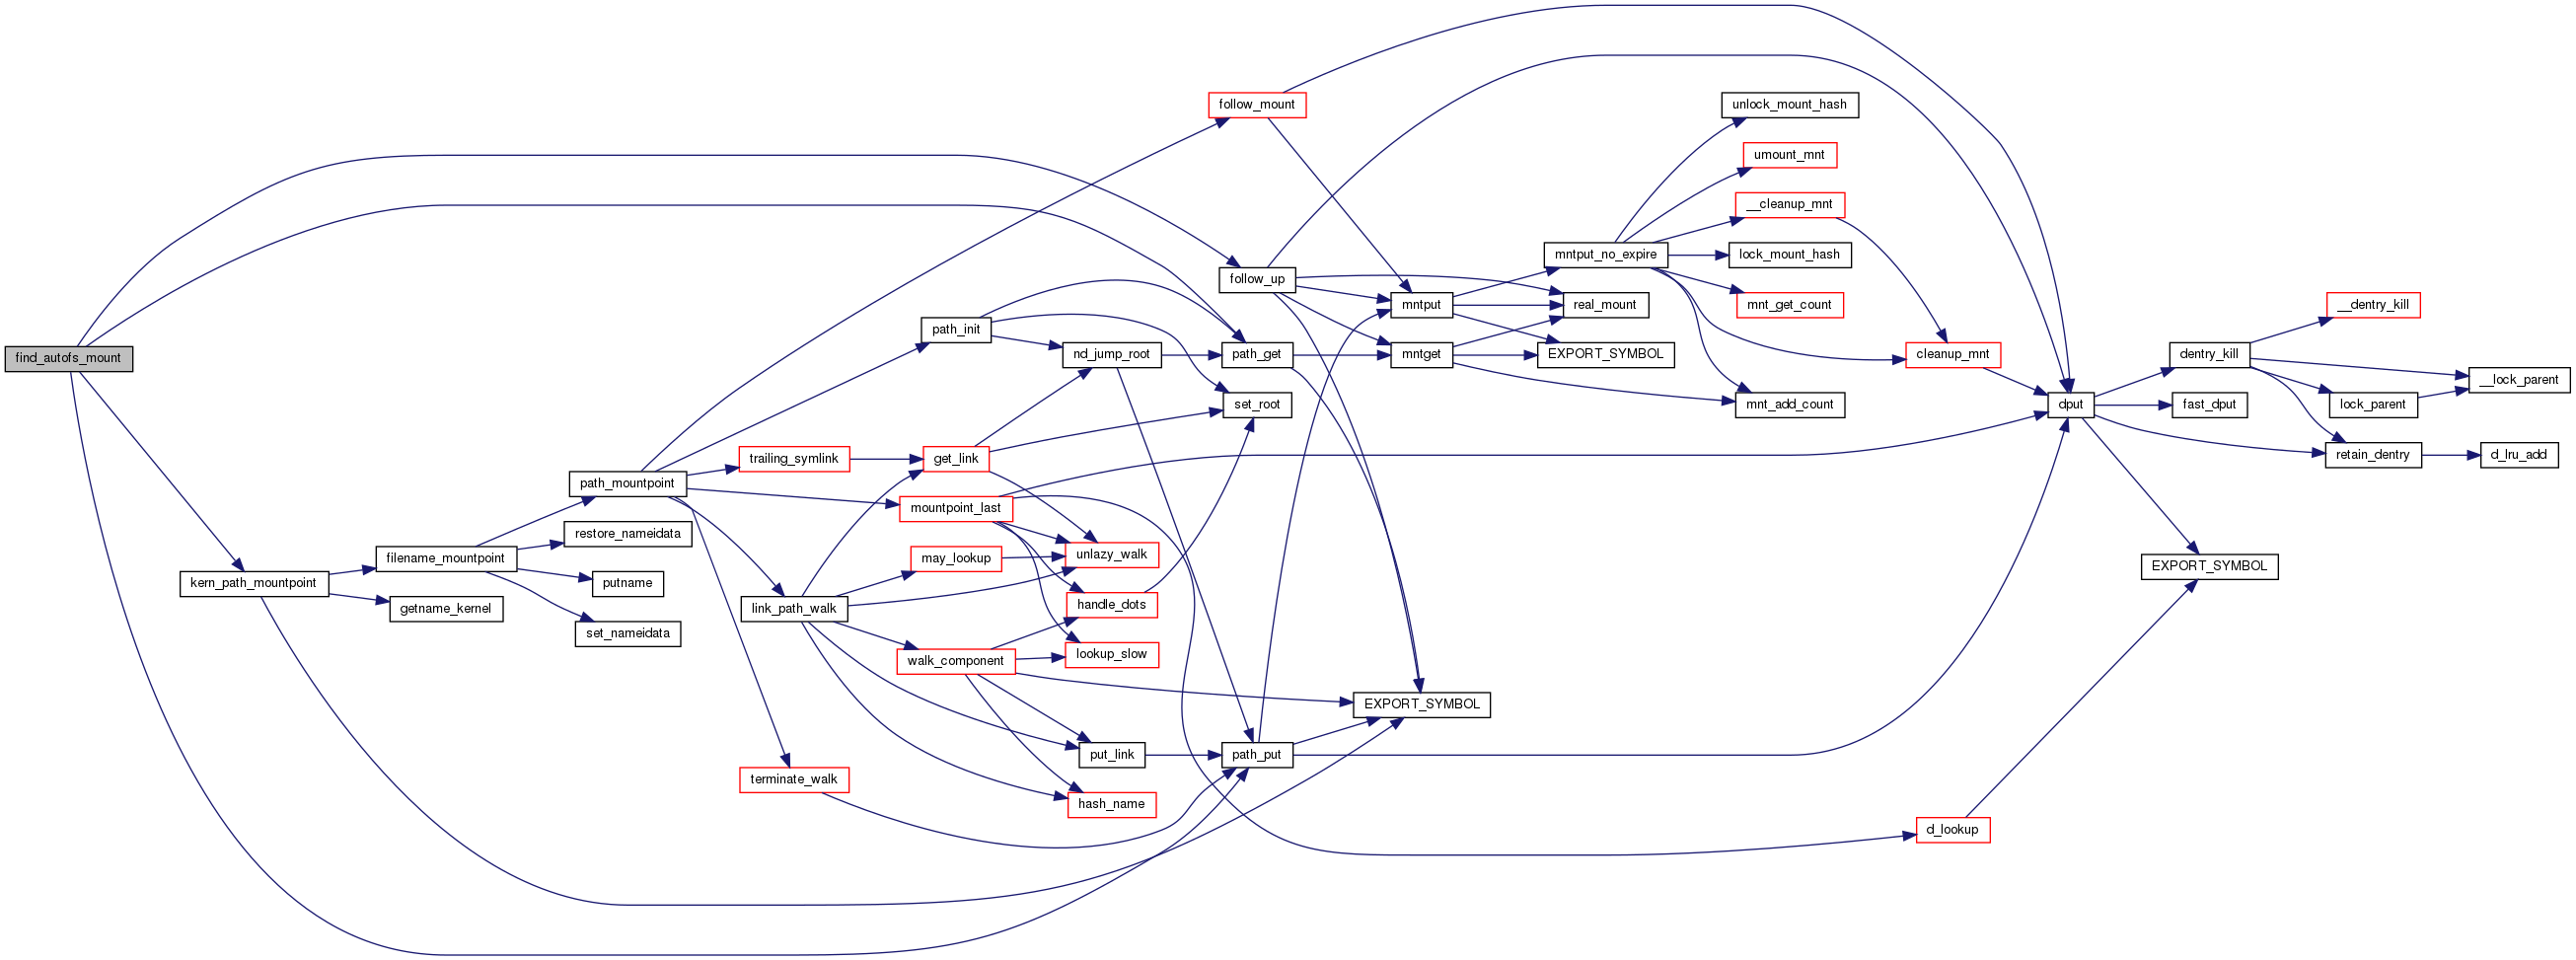 find_autofs_mount
kern_path_mountpoint
filename_mountpoint
getname_kernel
path_mountpoint
restore_nameidata
putname
set_nameidata
trailing_symlink
link_path_walk
terminate_walk
path_init
get_link
mountpoint_last
may_lookup
walk_component
nd_jump_root
unlazy_walk
handle_dots
lookup_slow
put_link
hash_name
follow_mount
follow_up
path_get
set_root
path_put
mntput
mntget
EXPORT_SYMBOL
mntput_no_expire
real_mount
EXPORT_SYMBOL
unlock_mount_hash
umount_mnt
__cleanup_mnt
lock_mount_hash
mnt_get_count
mnt_add_count
cleanup_mnt
d_lookup
dput
dentry_kill
fast_dput
EXPORT_SYMBOL
__dentry_kill
lock_parent
retain_dentry
__lock_parent
d_lru_add